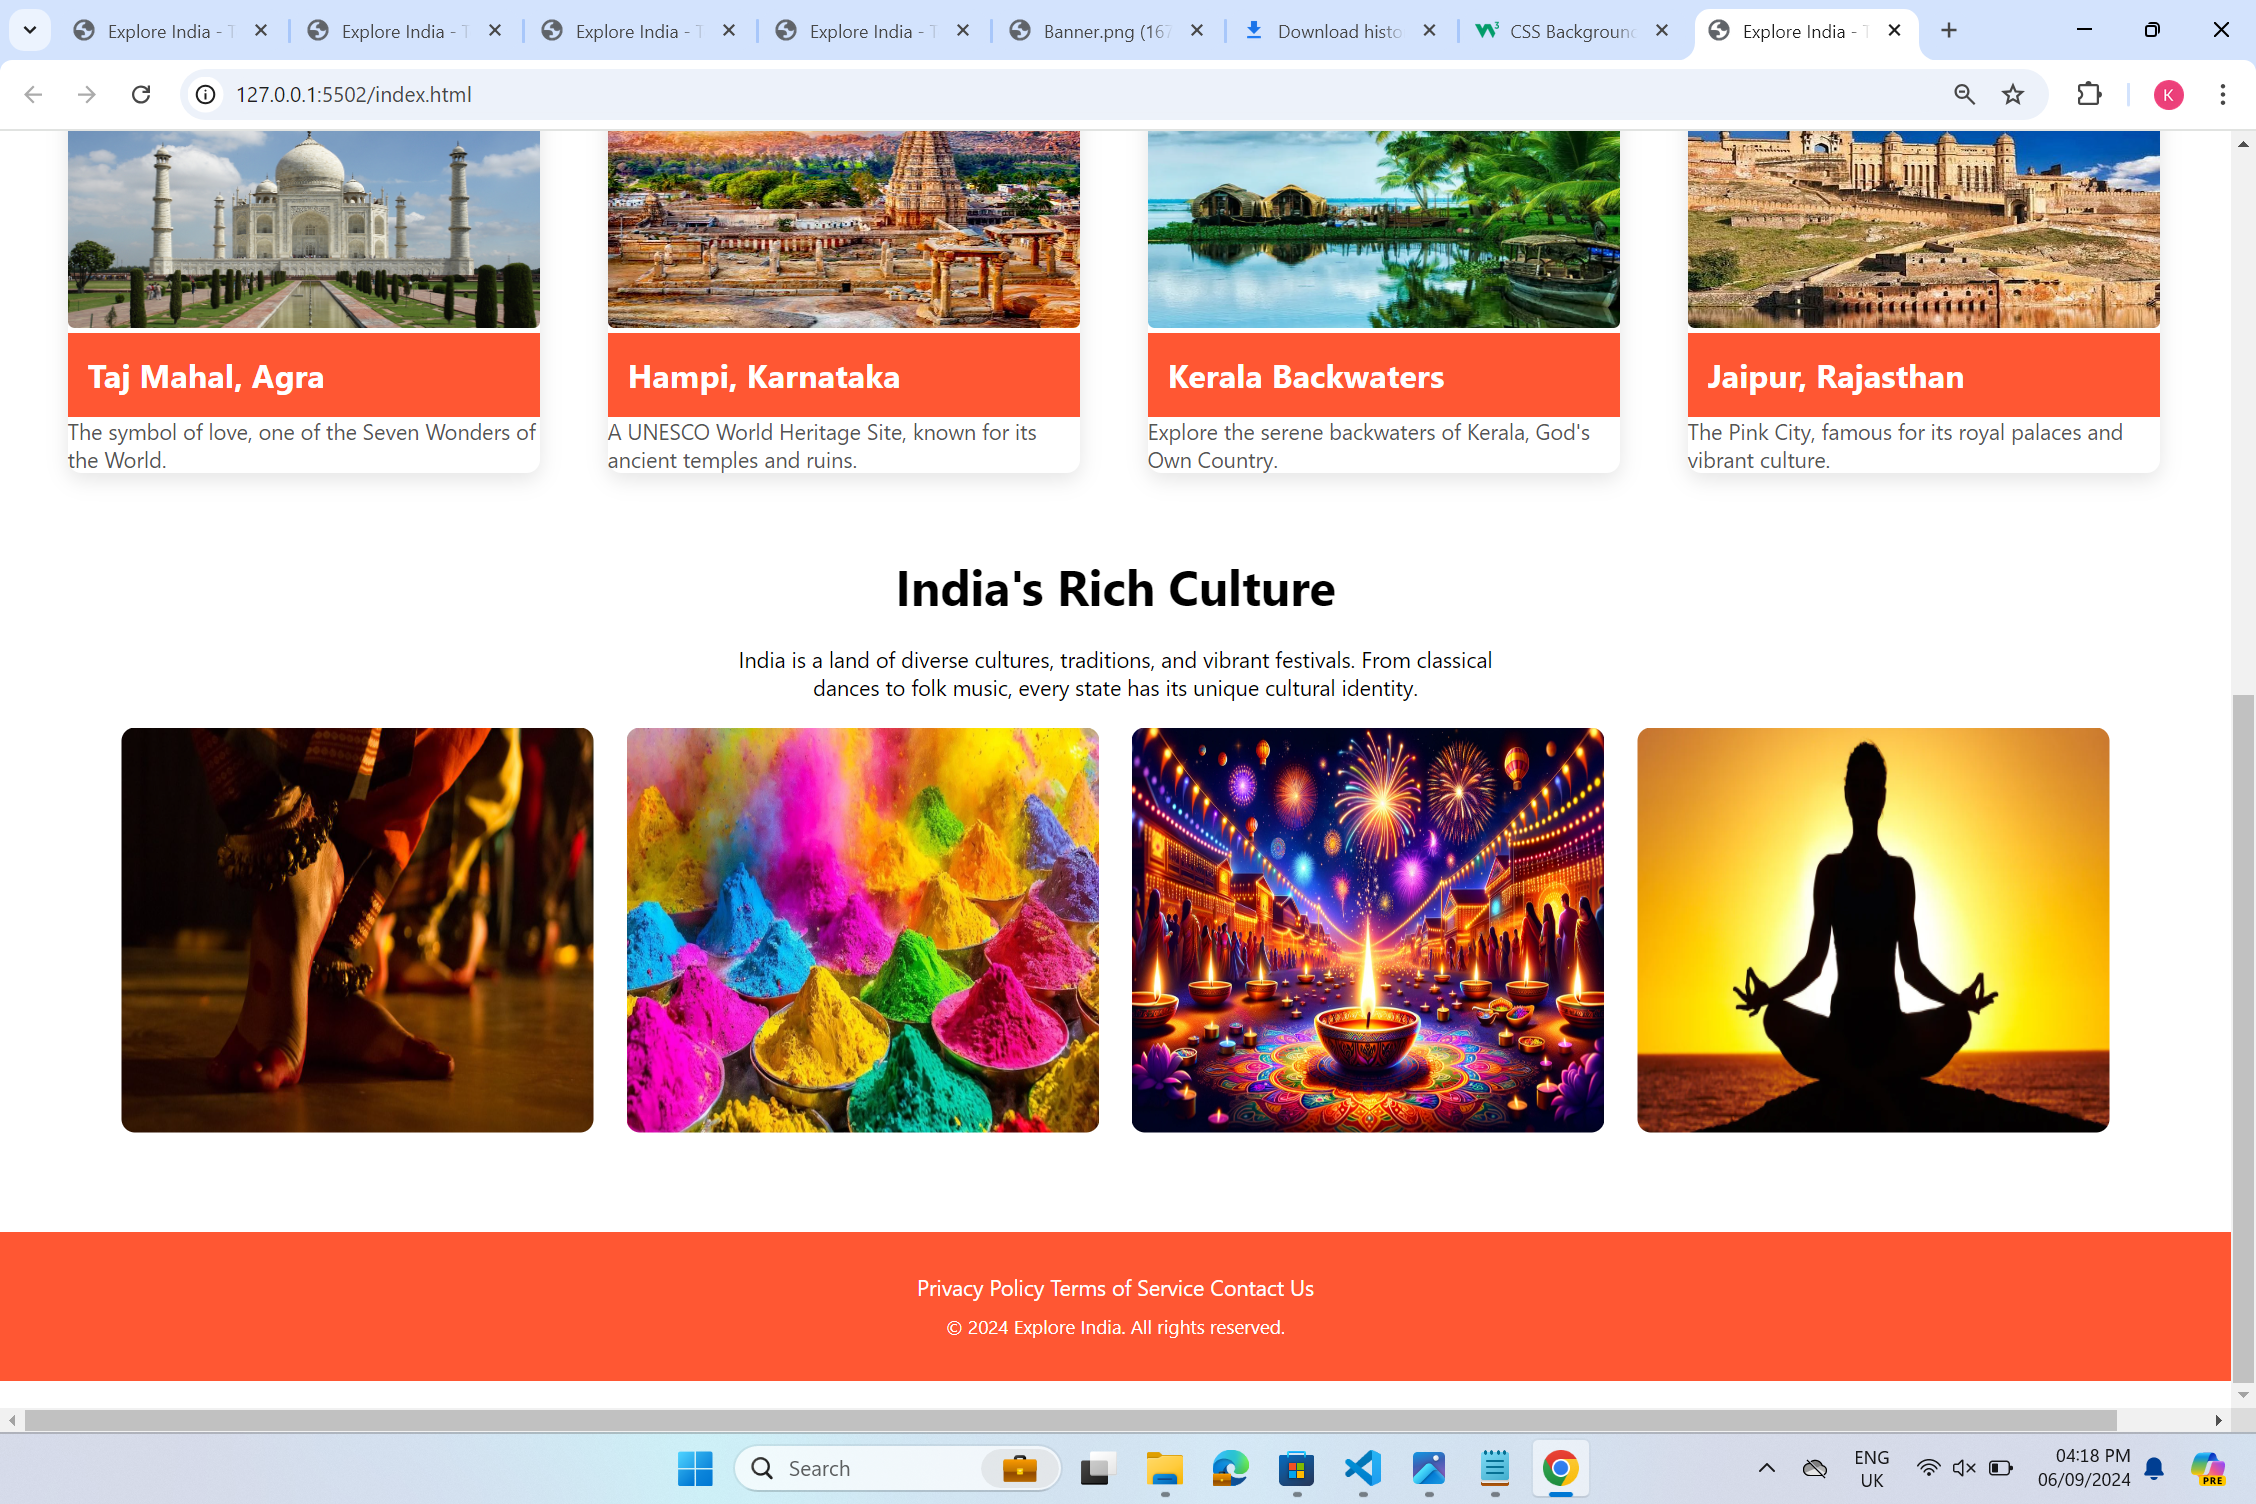 Explore India - T
Explore India - T
Explore India - T
Explore India - T
Banner.png (167
Download histo
CSS Background
Explore India - T
127.0.0.1:5502/index.html
K
Taj Mahal, Agra
Hampi, Karnataka
Kerala Backwaters
Jaipur, Rajasthan
The symbol of love, one of the Seven Wonders of
the World.
A UNESCO World Heritage Site, known for its
ancient temples and ruins.
Explore the serene backwaters of Kerala, God's
Own Country.
The Pink City, famous for its royal palaces and
vibrant culture.
India's Rich Culture
India is a land of diverse cultures, traditions, and vibrant festivals. From classical
dances to folk music, every state has its unique cultural identity.
Privacy Policy Terms of Service Contact Us
© 2024 Explore India. All rights reserved.
Search
ENG
UK
04:18 PM
06/09/2024
PRE